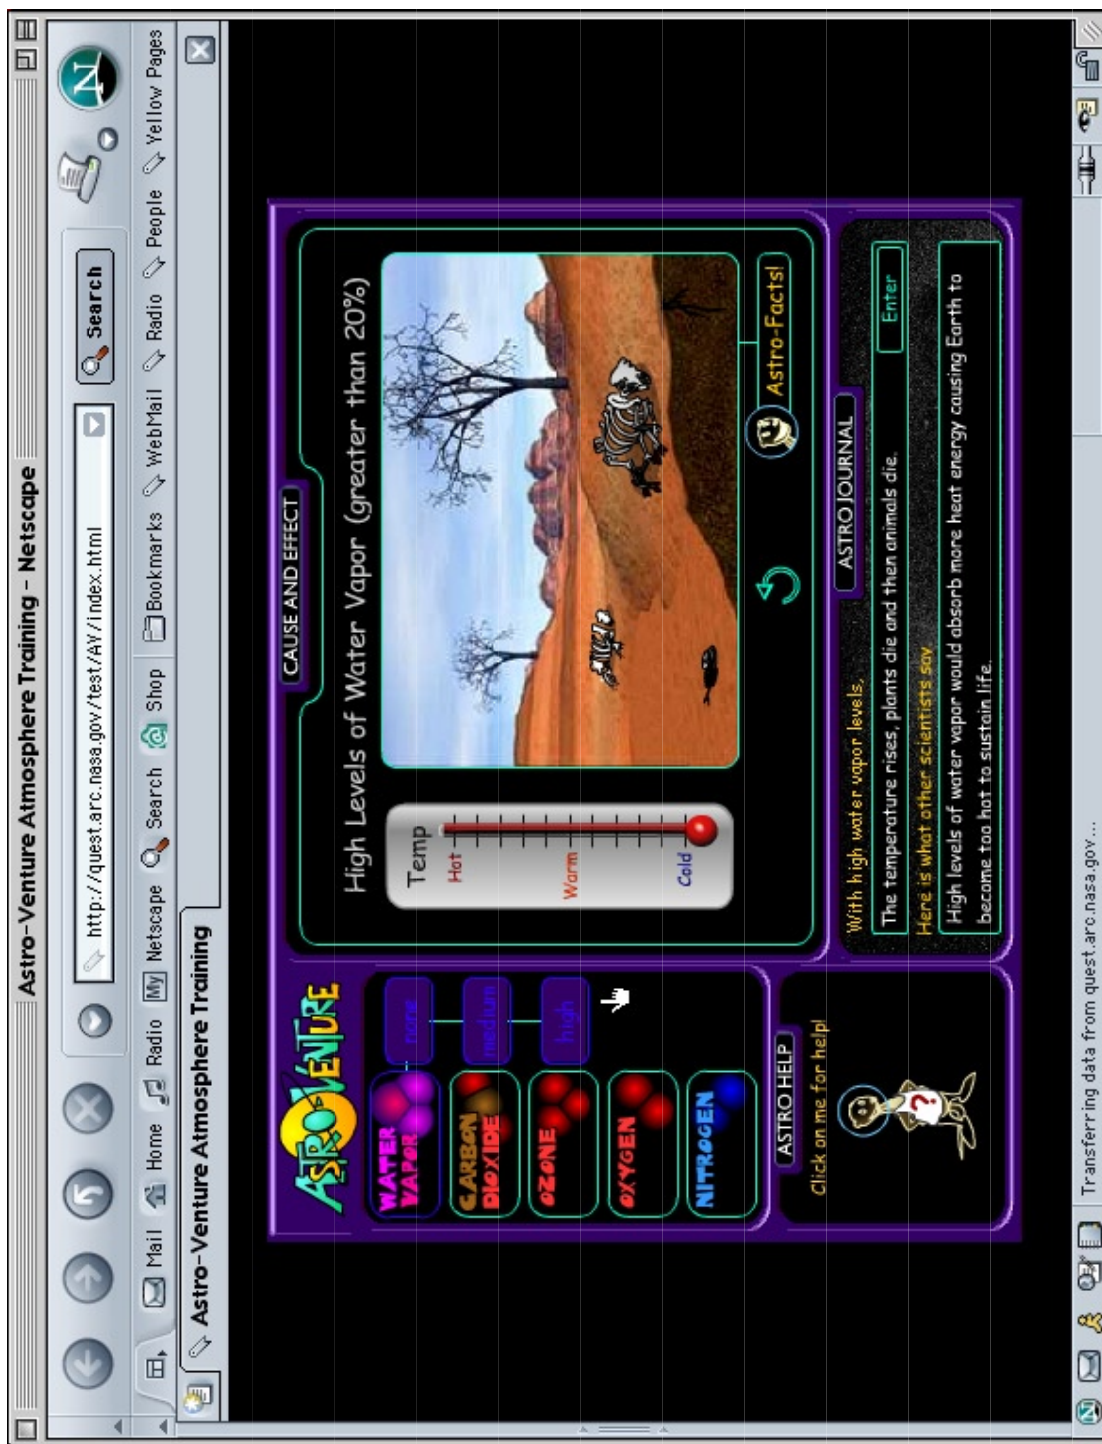 Astro-Venture Atmosphere Training - Netscape
http://quest.arc.nasa.gov/test/AV/index.html
Search
Mail Home Radio My Netscape Search Shop Bookmarks WebMail Radio People Yellow Pages
Astro-Venture Atmosphere Training
ASTRO VENTURE
WATER
VAPOR
none
CARBON
DIOXIDE
medium
OZONE
high
OXYGEN
NITROGEN
CAUSE AND EFFECT
High Levels of Water Vapor (greater than 20%)
Temp
Hot
Warm
Cold
Astro-Facts!
ASTRO HELP
Click on me for help!
?
ASTRO JOURNAL
With high water vapor levels,
The temperature rises, plants die and then animals die.
Enter
Here is what other scientists say
High levels of water vapor would absorb more heat energy causing Earth to
become too hot to sustain life.
Transferring data from quest.arc.nasa.gov...